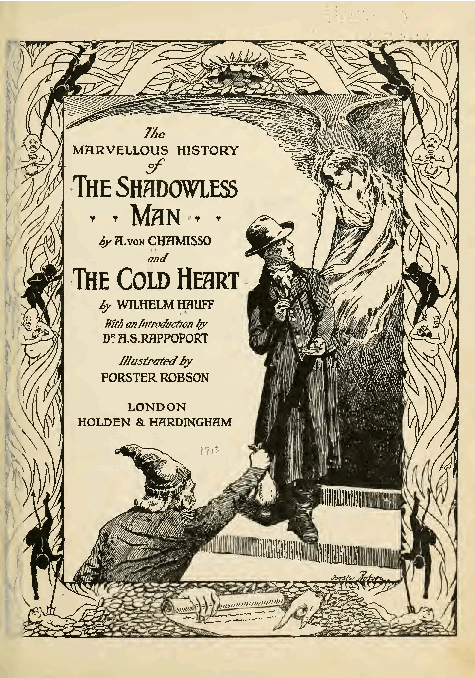 The
MARVELLOUS HISTORY
of
THE SHADOWLESS
MAN
by A. VON CHAMISSO
and
THE COLD HEART
by WILHELM HAUFF
With an Introduction by
Dr. A.S. RAPPOPORT
Illustrated by
FORSTER ROBSON
LONDON
HOLDEN & HARDINGHAM